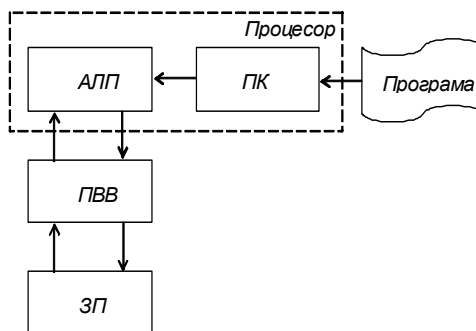 Процесор
АЛП
ПК
Програма
ПВВ
ЗП